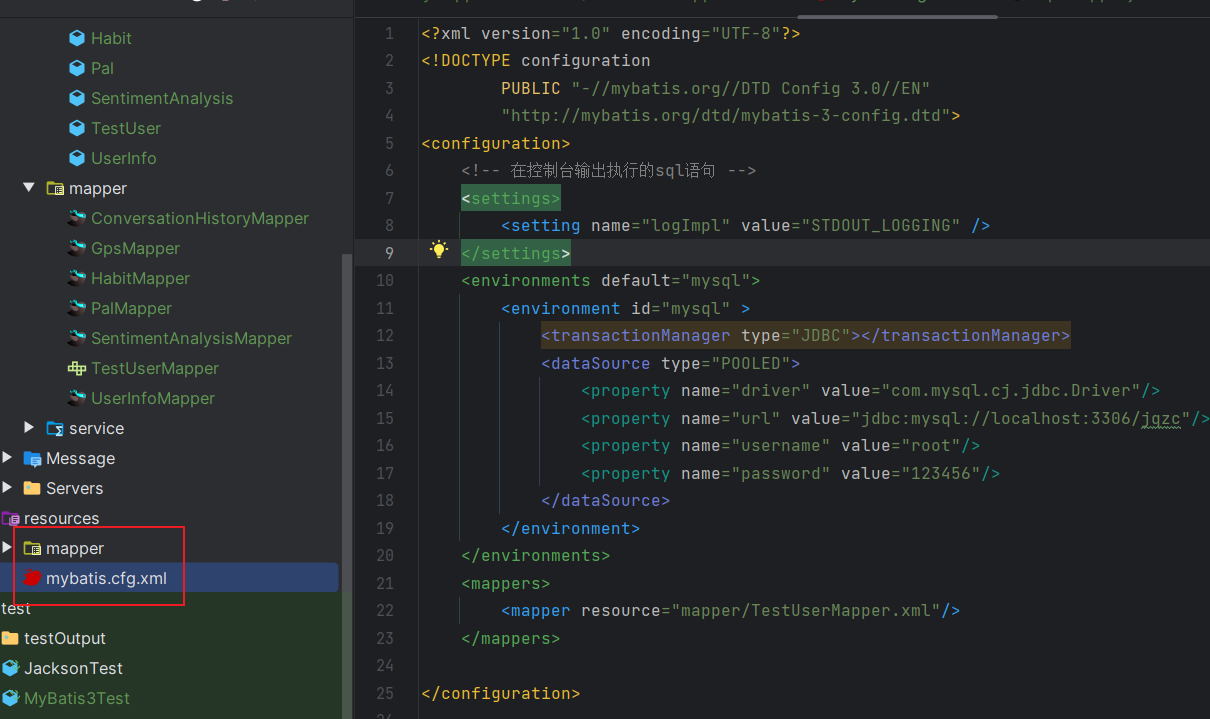 Habit
Pal
SentimentAnalysis
TestUser
UserInfo
mapper
ConversationHistoryMapper
GpsMapper
HabitMapper
PalMapper
SentimentAnalysisMapper
TestUserMapper
UserInfoMapper
service
Message
Servers
resources
mapper
mybatis.cfg.xml
test
testOutput
JacksonTest
MyBatis3Test
1 <?xml version="1.0" encoding="UTF-8"?>
2 <!DOCTYPE configuration
3 PUBLIC "-//mybatis.org//DTD Config 3.0//EN"
4 "http://mybatis.org/dtd/mybatis-3-config.dtd">
5 <configuration>
6 <!-- 在控制台输出执行的sql语句 -->
7 <settings>
8 <setting name="logImpl" value="STDOUT_LOGGING" />
9 </settings>
10 <environments default="mysql">
11 <environment id="mysql" >
12 <transactionManager type="JDBC"></transactionManager>
13 <dataSource type="POOLED">
14 <property name="driver" value="com.mysql.cj.jdbc.Driver"/>
15 <property name="url" value="jdbc:mysql://localhost:3306/jqzc"/>
16 <property name="username" value="root"/>
17 <property name="password" value="123456"/>
18 </dataSource>
19 </environment>
20 </environments>
21 <mappers>
22 <mapper resource="mapper/TestUserMapper.xml"/>
23 </mappers>
24
25 </configuration>